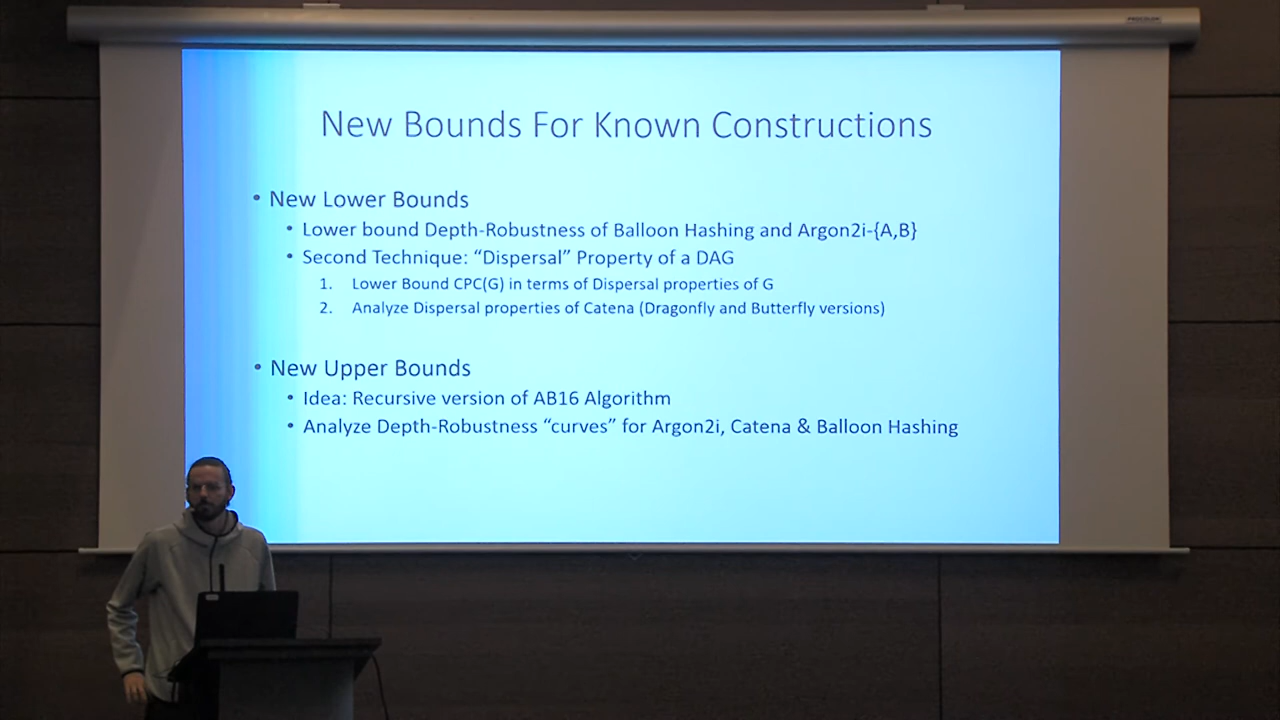 New Bounds For Known Constructions
• New Lower Bounds
• Lower bound Depth-Robustness of Balloon Hashing and Argon2i-{A,B}
• Second Technique: “Dispersal” Property of a DAG
1. Lower Bound CPC(G) in terms of Dispersal properties of G
2. Analyze Dispersal properties of Catena (Dragonfly and Butterfly versions)
• New Upper Bounds
• Idea: Recursive version of AB16 Algorithm
• Analyze Depth-Robustness “curves” for Argon2i, Catena & Balloon Hashing